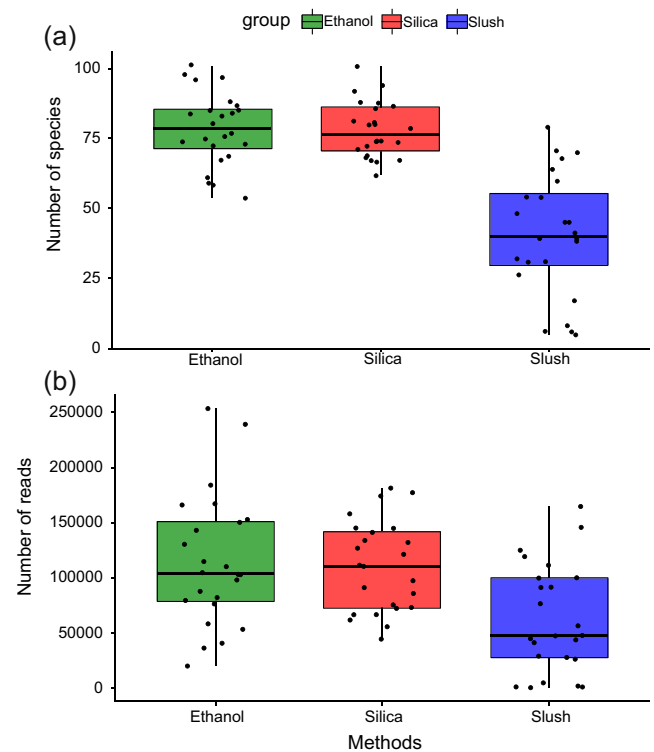 group Ethanol Silica Slush
(a)
Number of species
100
75
50
25
0
Ethanol Silica Slush
(b)
Number of reads
250000
200000
150000
100000
50000
0
Ethanol Silica Slush
Methods